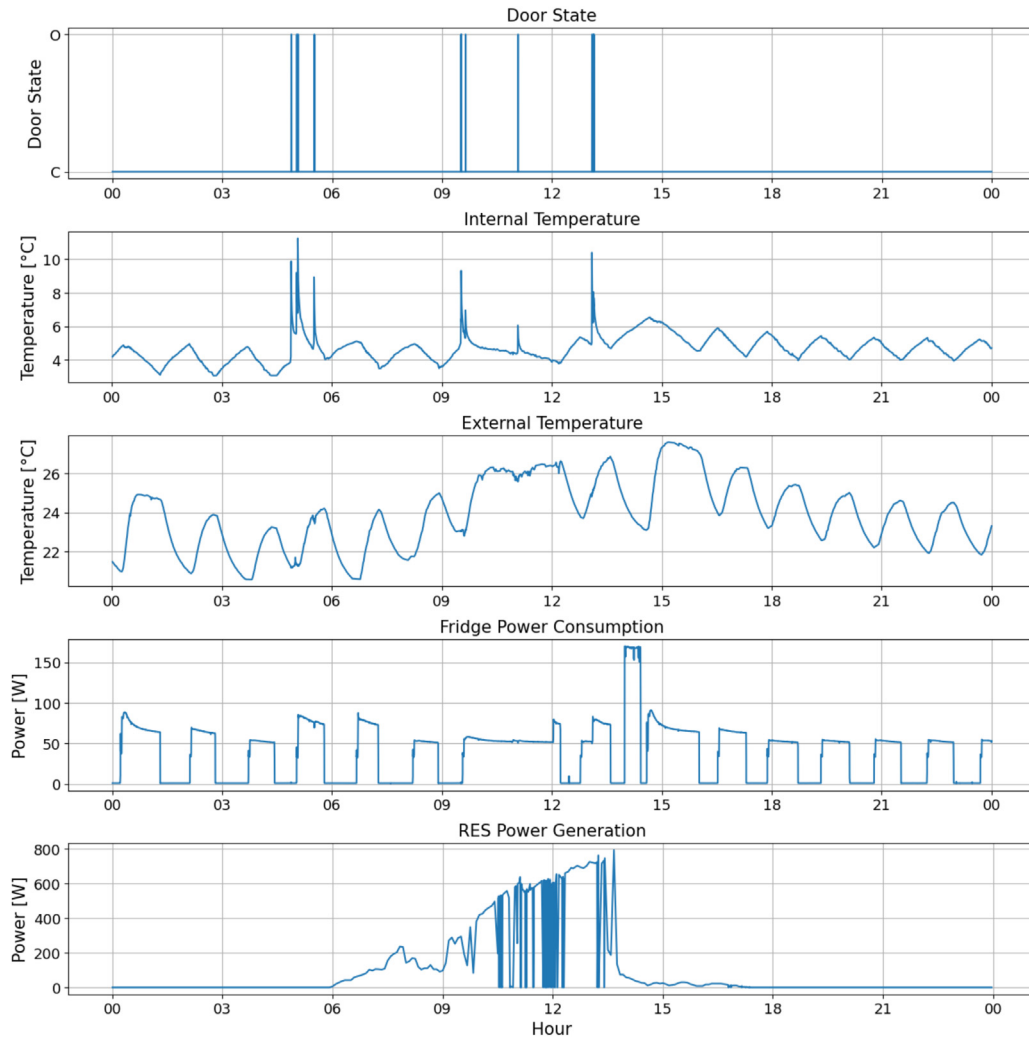 Door State
Door State
O
C
00 03 06 09 12 15 18 21 00
Internal Temperature
Temperature [°C]
10
8
6
4
00 03 06 09 12 15 18 21 00
External Temperature
Temperature [°C]
26
24
22
00 03 06 09 12 15 18 21 00
Fridge Power Consumption
Power [W]
150
100
50
0
00 03 06 09 12 15 18 21 00
RES Power Generation
Power [W]
800
600
400
200
0
00 03 06 09 12 15 18 21 00
Hour